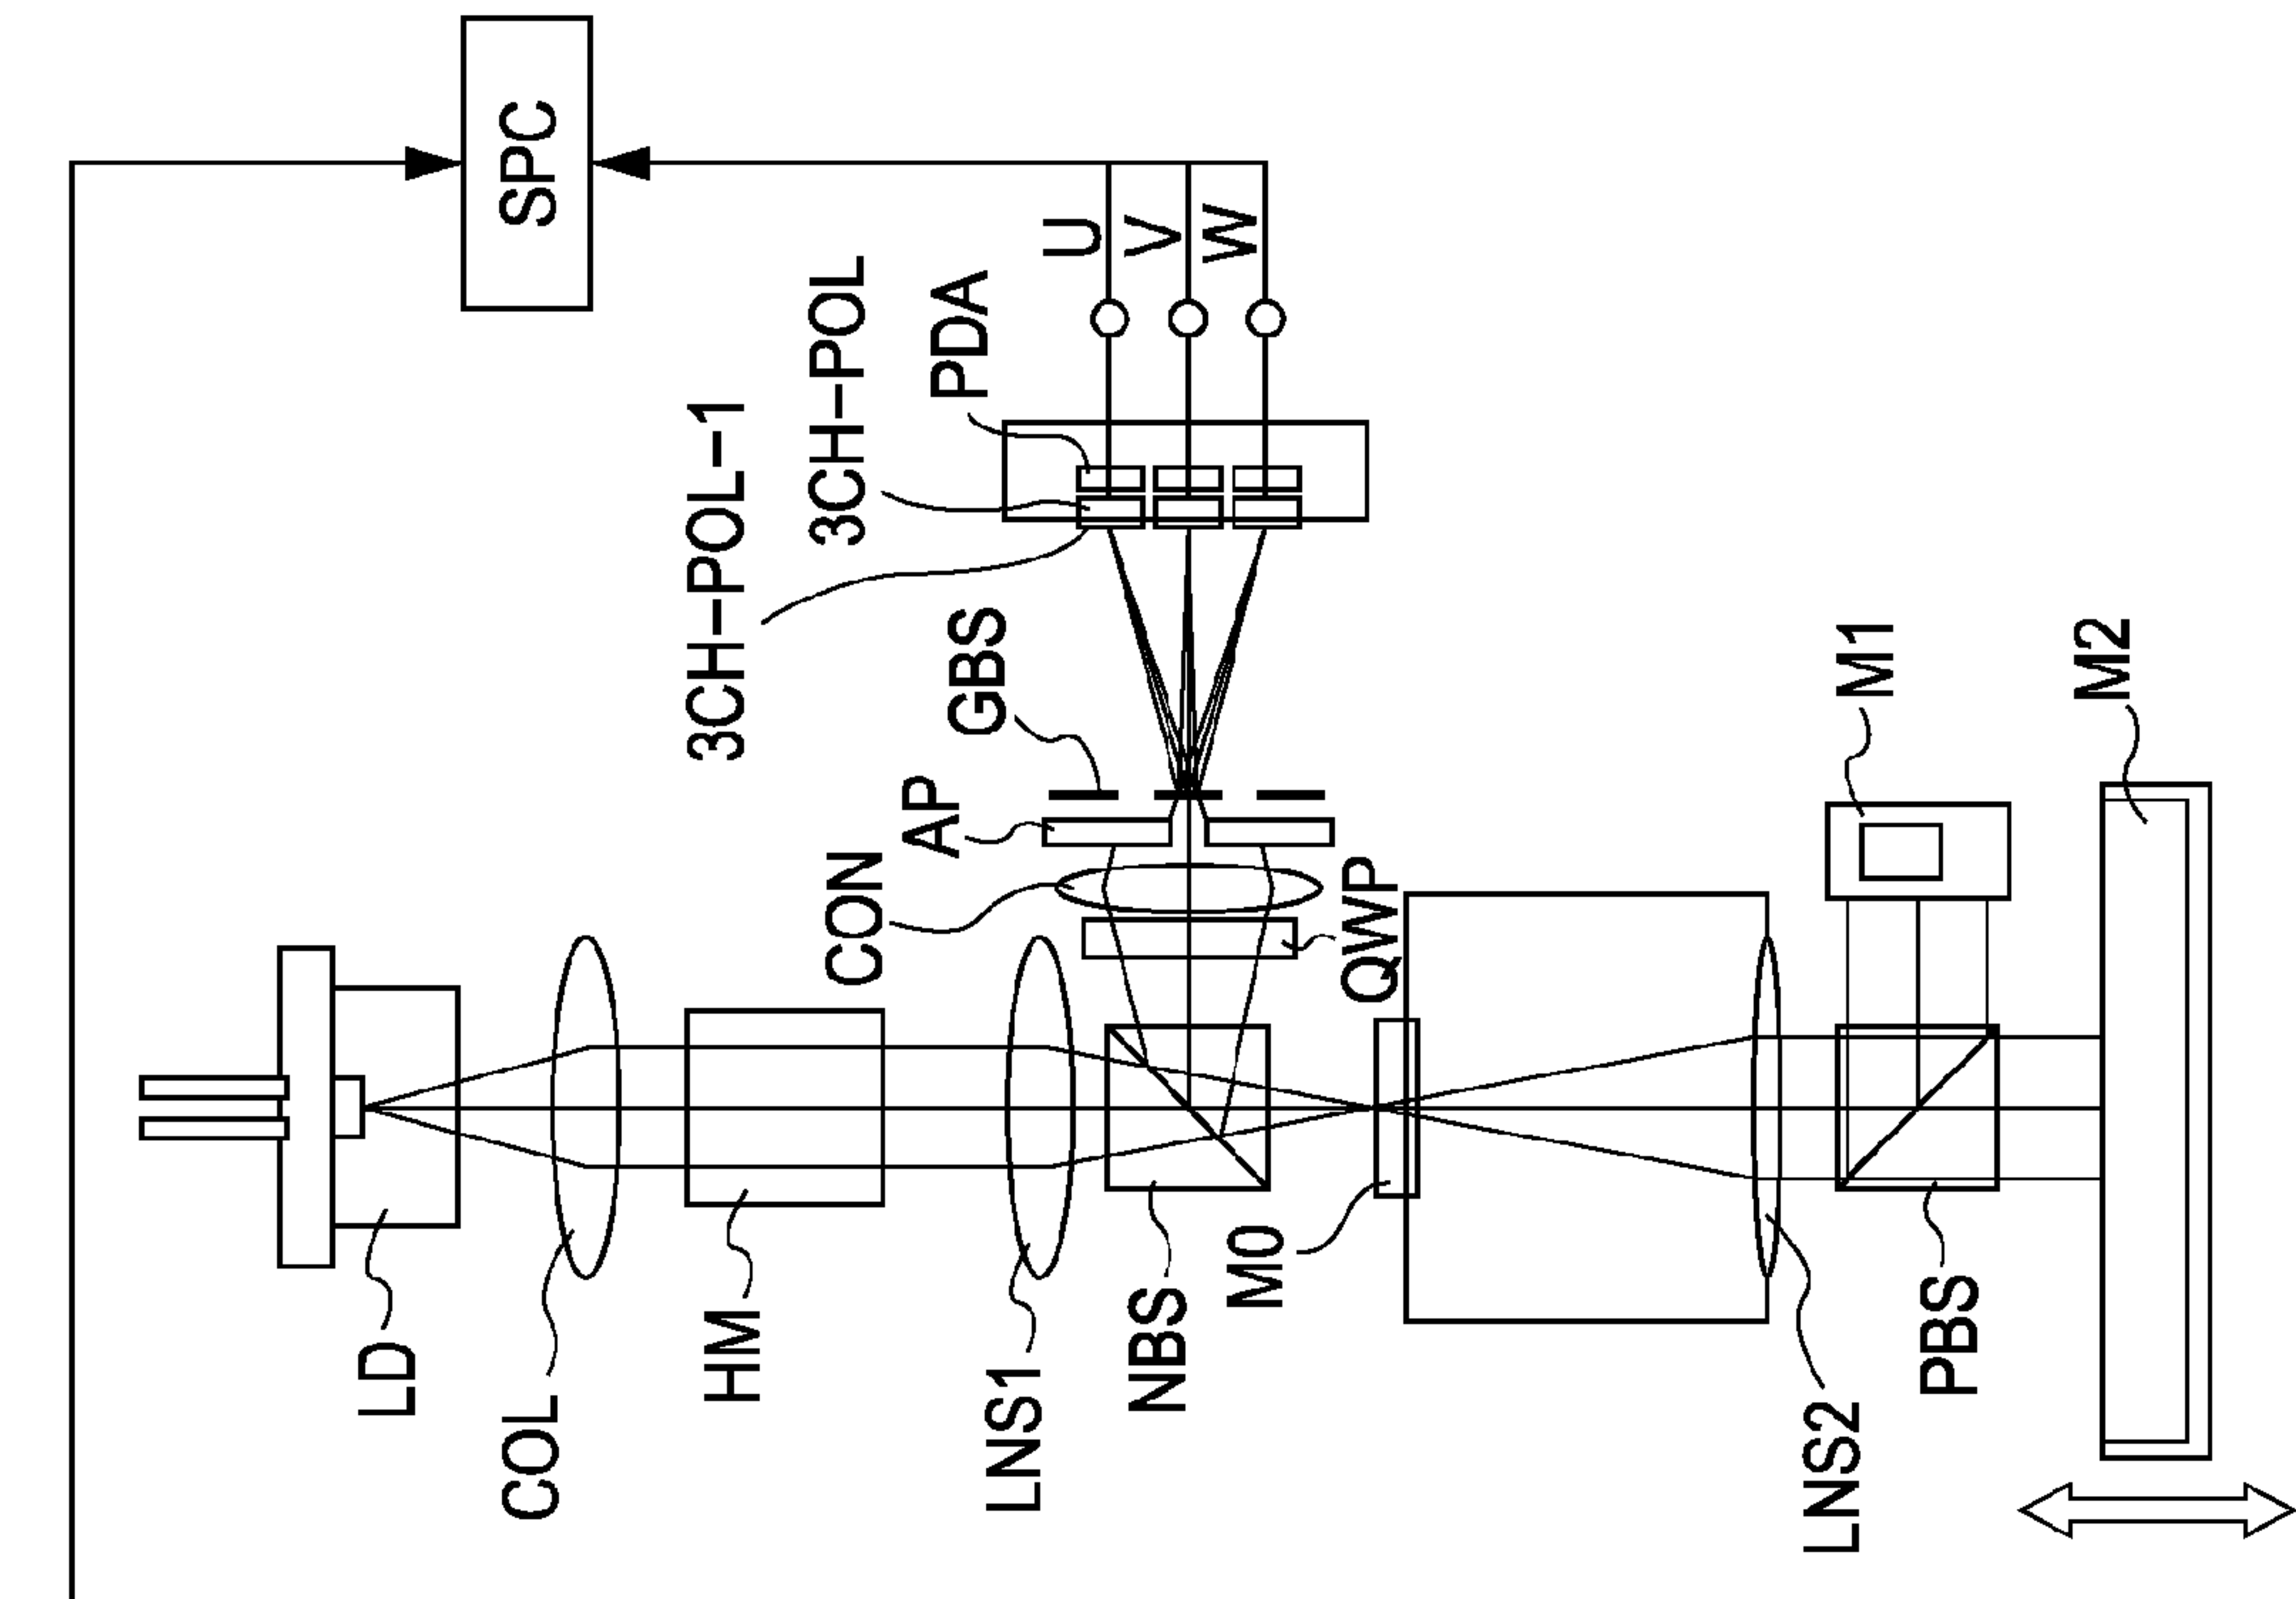 SPC
U
V
W
PDA
3CH-POL
3CH-POL-1
GBS
AP
CON
QWP
M1
M2
LD
COL
HM
LNS1
NBS
M0
LNS2
PBS